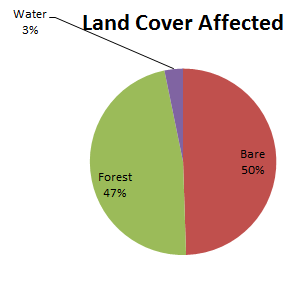 Land Cover Affected
Water
3%
Bare
50%
Forest
47%